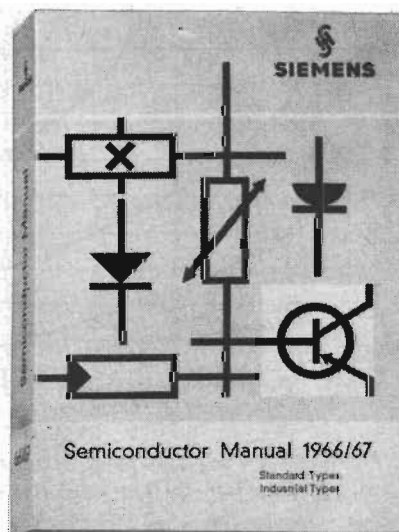 SIEMENS
Semiconductor Manual
Semiconductor Manual 1966/67
Standard Types
Industrial Types